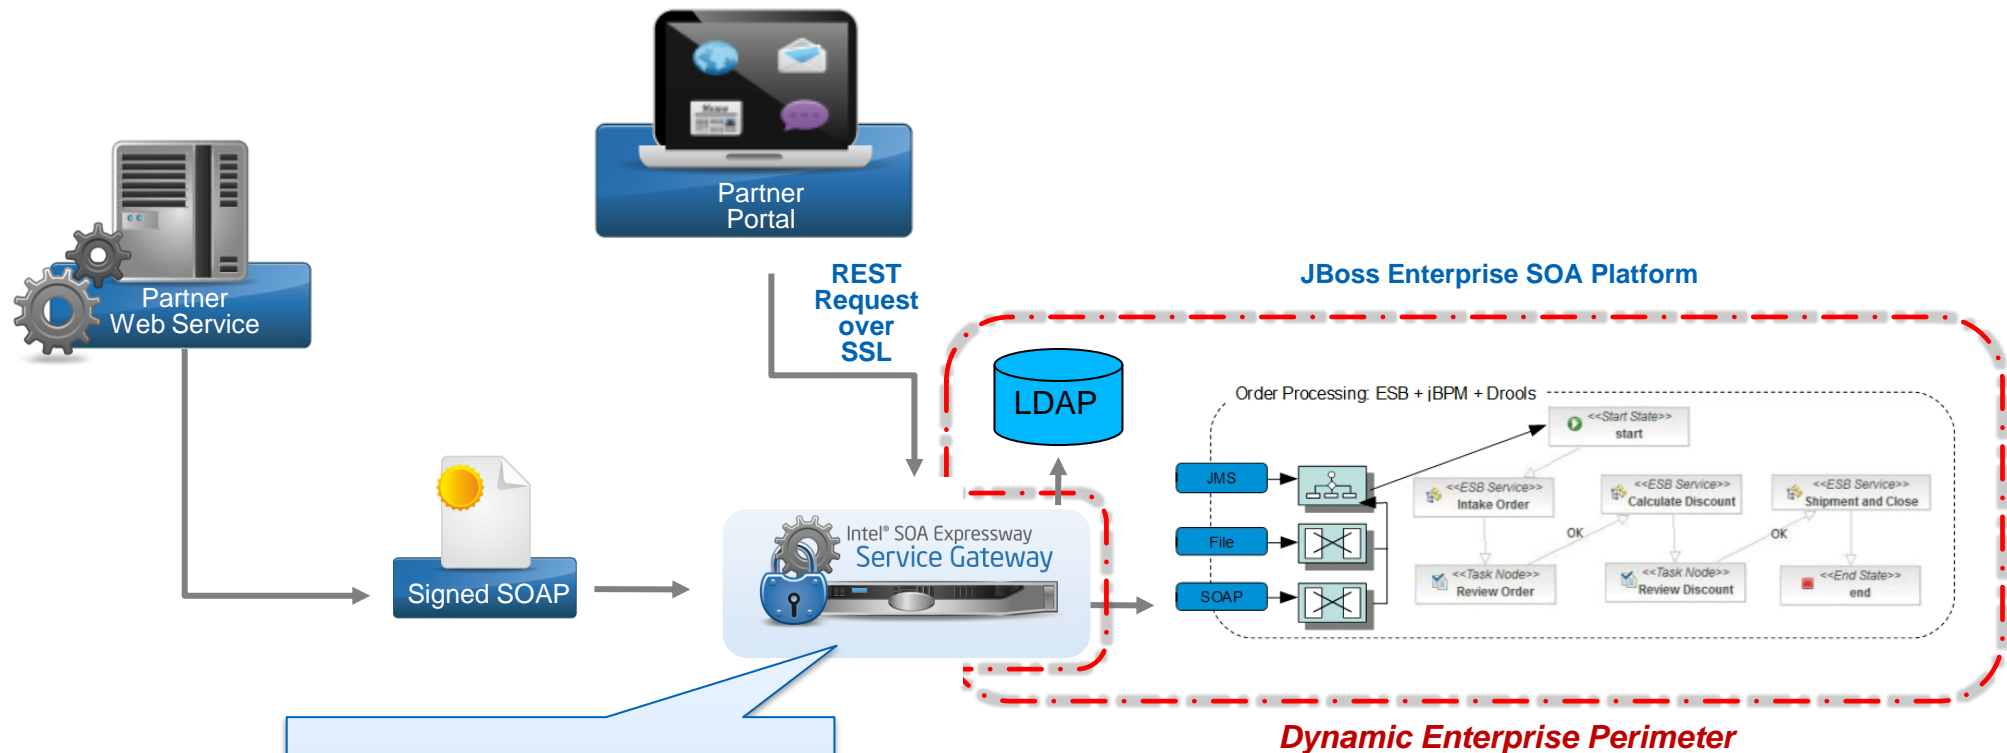 Partner
Portal
Partner
Web Service
REST
Request
over
SSL
JBoss Enterprise SOA Platform
LDAP
Order Processing: ESB + jBPM + Drools
<<Start State>>
start
JMS
<<ESB Service>>
Intake Order
<<ESB Service>>
Calculate Discount
<<ESB Service>>
Shipment and Close
OK
OK
File
<<Task Node>>
Review Order
<<Task Node>>
Review Discount
<<End State>>
end
SOAP
Signed SOAP
Intel® SOA Expressway
Service Gateway
Dynamic Enterprise Perimeter